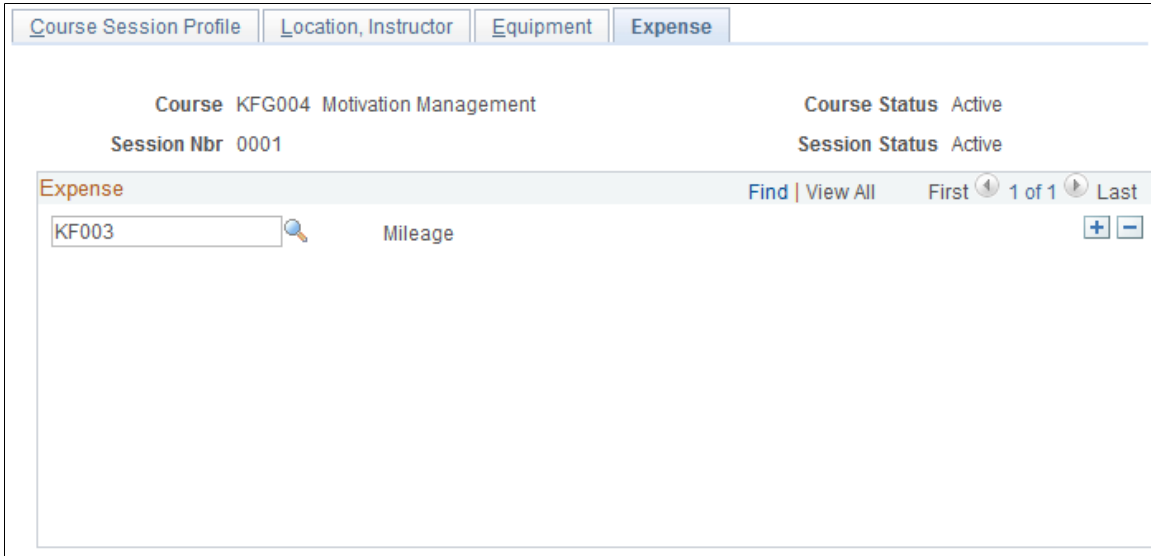 Course Session Profile Location, Instructor Equipment Expense
Course KFG004 Motivation Management Course Status Active
Session Nbr 0001 Session Status Active
Expense Find | View All First 1 of 1 Last
KF003 Mileage